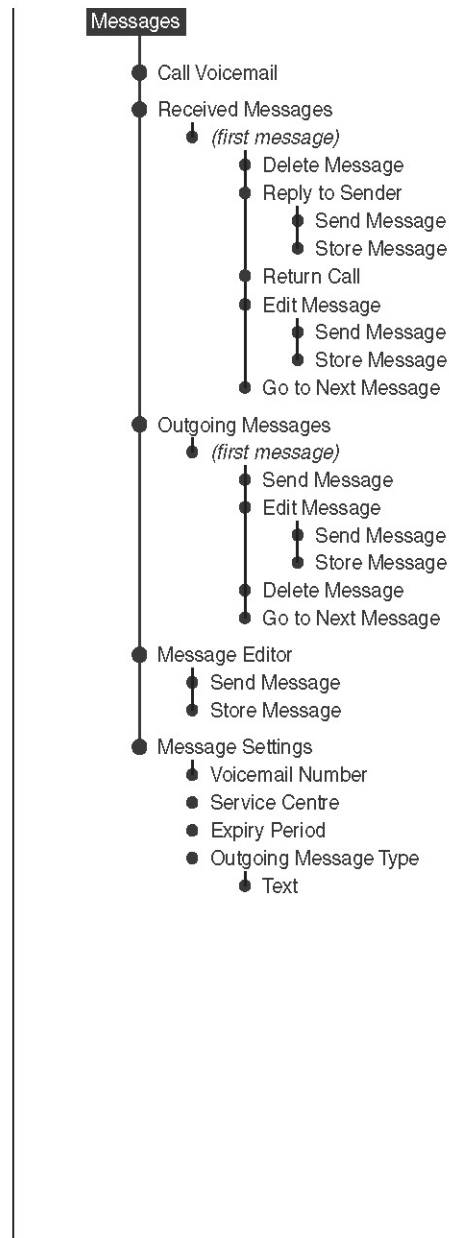 Messages
Call Voicemail
Received Messages
(first message)
Delete Message
Reply to Sender
Send Message
Store Message
Return Call
Edit Message
Send Message
Store Message
Go to Next Message
Outgoing Messages
(first message)
Send Message
Edit Message
Send Message
Store Message
Delete Message
Go to Next Message
Message Editor
Send Message
Store Message
Message Settings
Voicemail Number
Service Centre
Expiry Period
Outgoing Message Type
Text